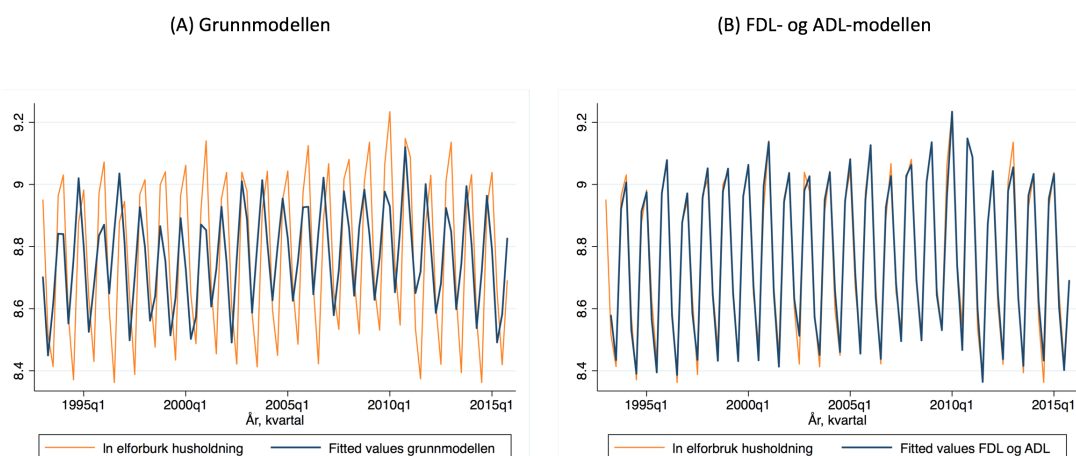 (A) Grunnmodellen
(B) FDL- og ADL-modellen
9.2
9
8.8
8.6
8.4
1995q1 2000q1 2005q1 2010q1 2015q1
År, kvartal
ln elforburk husholdning Fitted values grunnmodellen
9.2
9
8.8
8.6
8.4
1995q1 2000q1 2005q1 2010q1 2015q1
År, kvartal
ln elforbruk husholdning Fitted values FDL og ADL